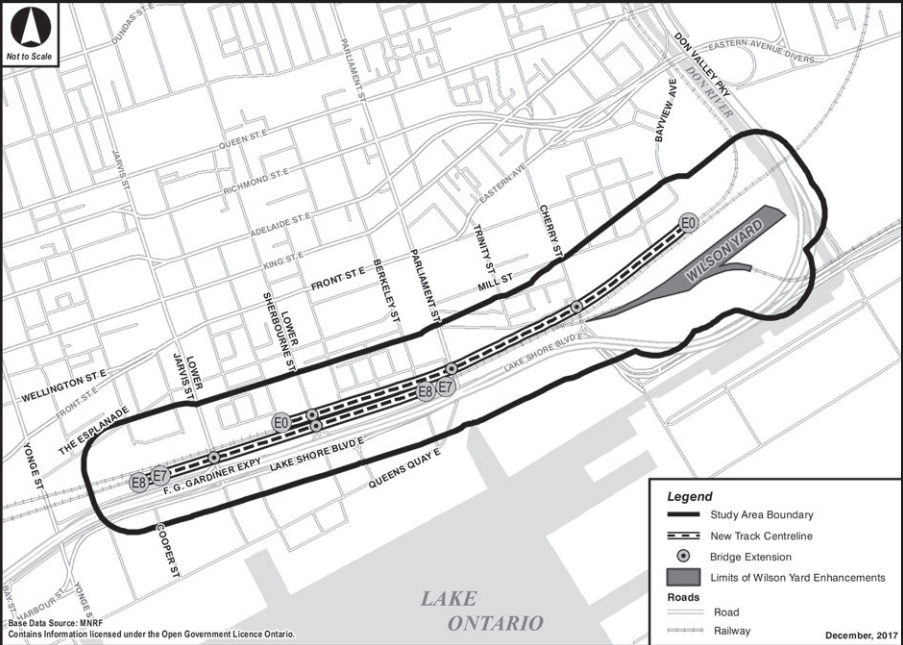 Not to Scale
DUNDAS ST E
PARLIAMENT ST
DON VALLEY PKY
DON RIVER
EASTERN AVENUE DIVERS
BAYVIEW AVE
QUEEN ST E
JARVIS ST
RICHMOND ST E
EASTERN AVE
ADELAIDE ST E
KING ST E
CHERRY ST
TRINITY ST
E0
WILSON YARD
FRONT ST E
MILL ST
PARLIAMENT ST
BERKELEY ST
LOWER
SHERBOURNE ST
LOWER
JARVIS ST
LAKE SHORE BLVD E
WELLINGTON ST E
FRONT ST E
E8
E7
E0
THE ESPLANADE
YONGE ST
E8
E7
F. G. GARDINER EXPY
LAKE SHORE BLVD E
QUEENS QUAY E
COOPER ST
BAY ST
HARBOUR ST
YONGE ST
LAKE
ONTARIO
Legend
Study Area Boundary
New Track Centreline
Bridge Extension
Limits of Wilson Yard Enhancements
Roads
Road
Railway
December, 2017
Base Data Source: MNRF
Contains Information licensed under the Open Government Licence Ontario.